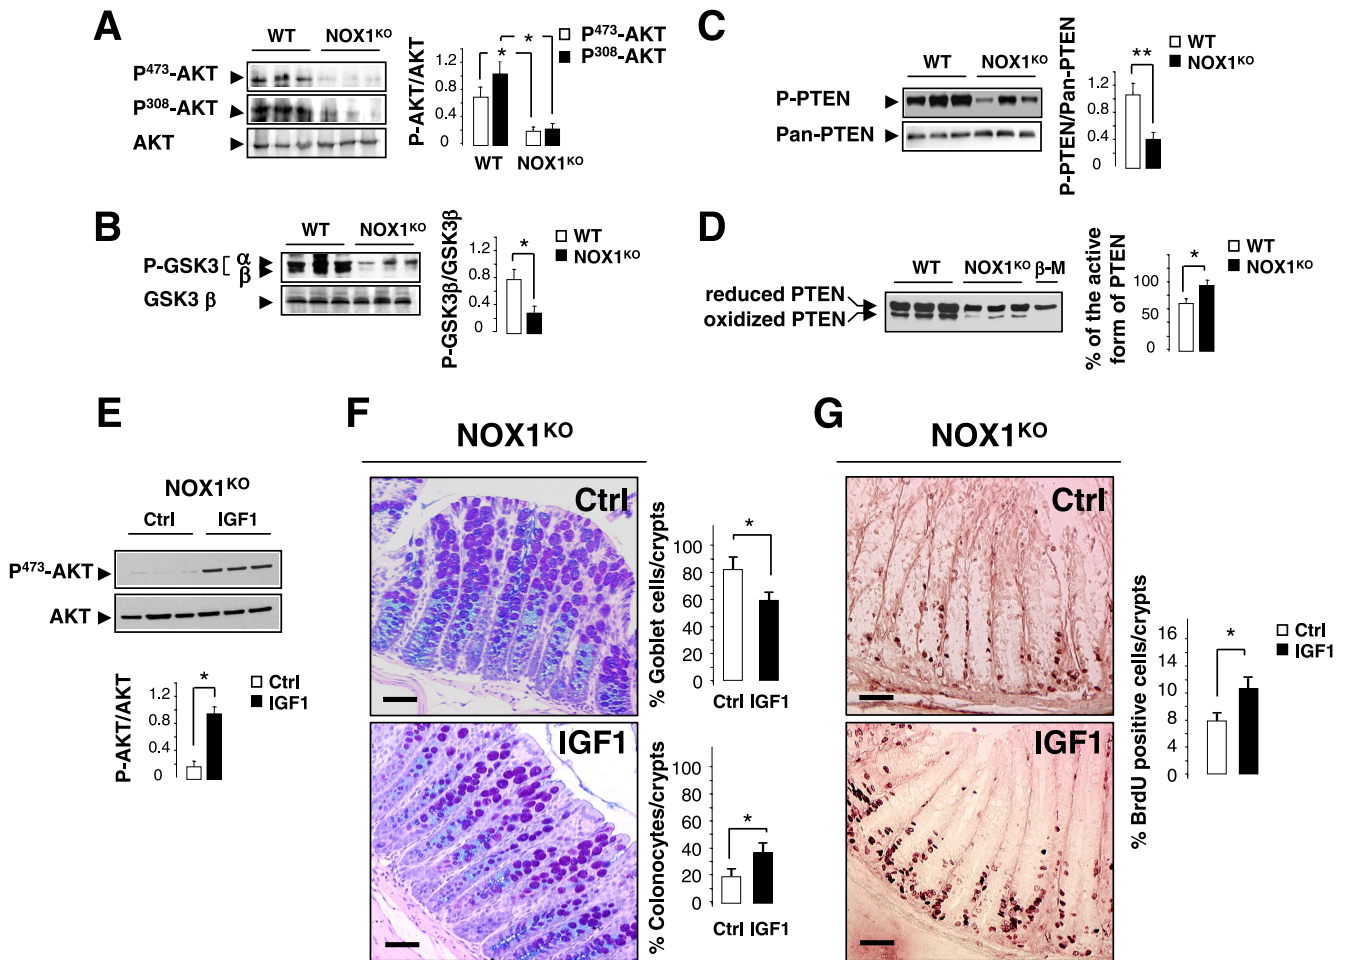 A
WT NOX1KO
P473-AKT
P308-AKT
AKT
P-AKT/AKT
1.2
0.8
0.4
0
* *
WT NOX1KO
P473-AKT
P308-AKT
B
WT NOX1KO
P-GSK3 [ α
β
GSK3 β
P-GSK3β/GSK3β
1.2
0.8
0.4
0
*
WT
NOX1KO
C
WT NOX1KO
P-PTEN
Pan-PTEN
P-PTEN/Pan-PTEN
1.2
0.8
0.4
0
**
WT
NOX1KO
D
WT NOX1KO β-M
reduced PTEN
oxidized PTEN
% of the active
form of PTEN
100
50
0
*
WT
NOX1KO
E
NOX1KO
Ctrl IGF1
P473-AKT
AKT
P-AKT/AKT
1.2
0.8
0.4
0
*
Ctrl
IGF1
F
NOX1KO
Ctrl
% Goblet cells/crypts
100
80
60
40
20
0
*
Ctrl IGF1
IGF1
% Colonocytes/crypts
100
80
60
40
20
0
*
Ctrl IGF1
G
NOX1KO
Ctrl
IGF1
% BrdU positive cells/crypts
16
14
10
8
4
0
*
Ctrl
IGF1